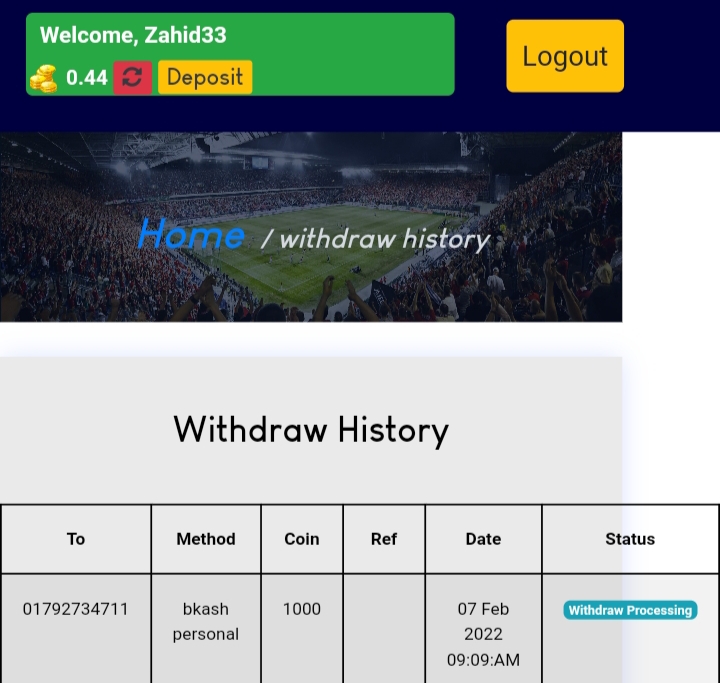 Welcome, Zahid33
0.44 Deposit
Logout
Home / withdraw history
Withdraw History
To Method Coin Ref Date Status
01792734711 bkash 1000 07 Feb Withdraw Processing
personal 2022
09:09:AM